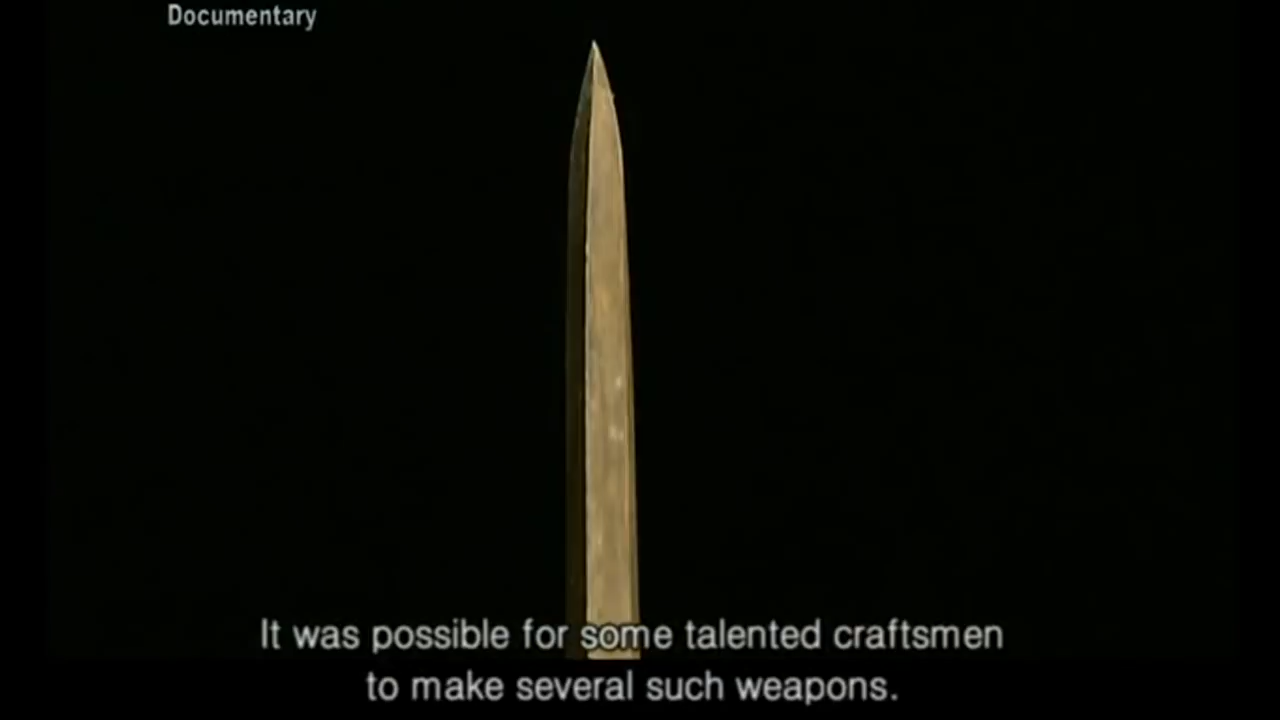 Documentary
It was possible for some talented craftsmen
to make several such weapons.